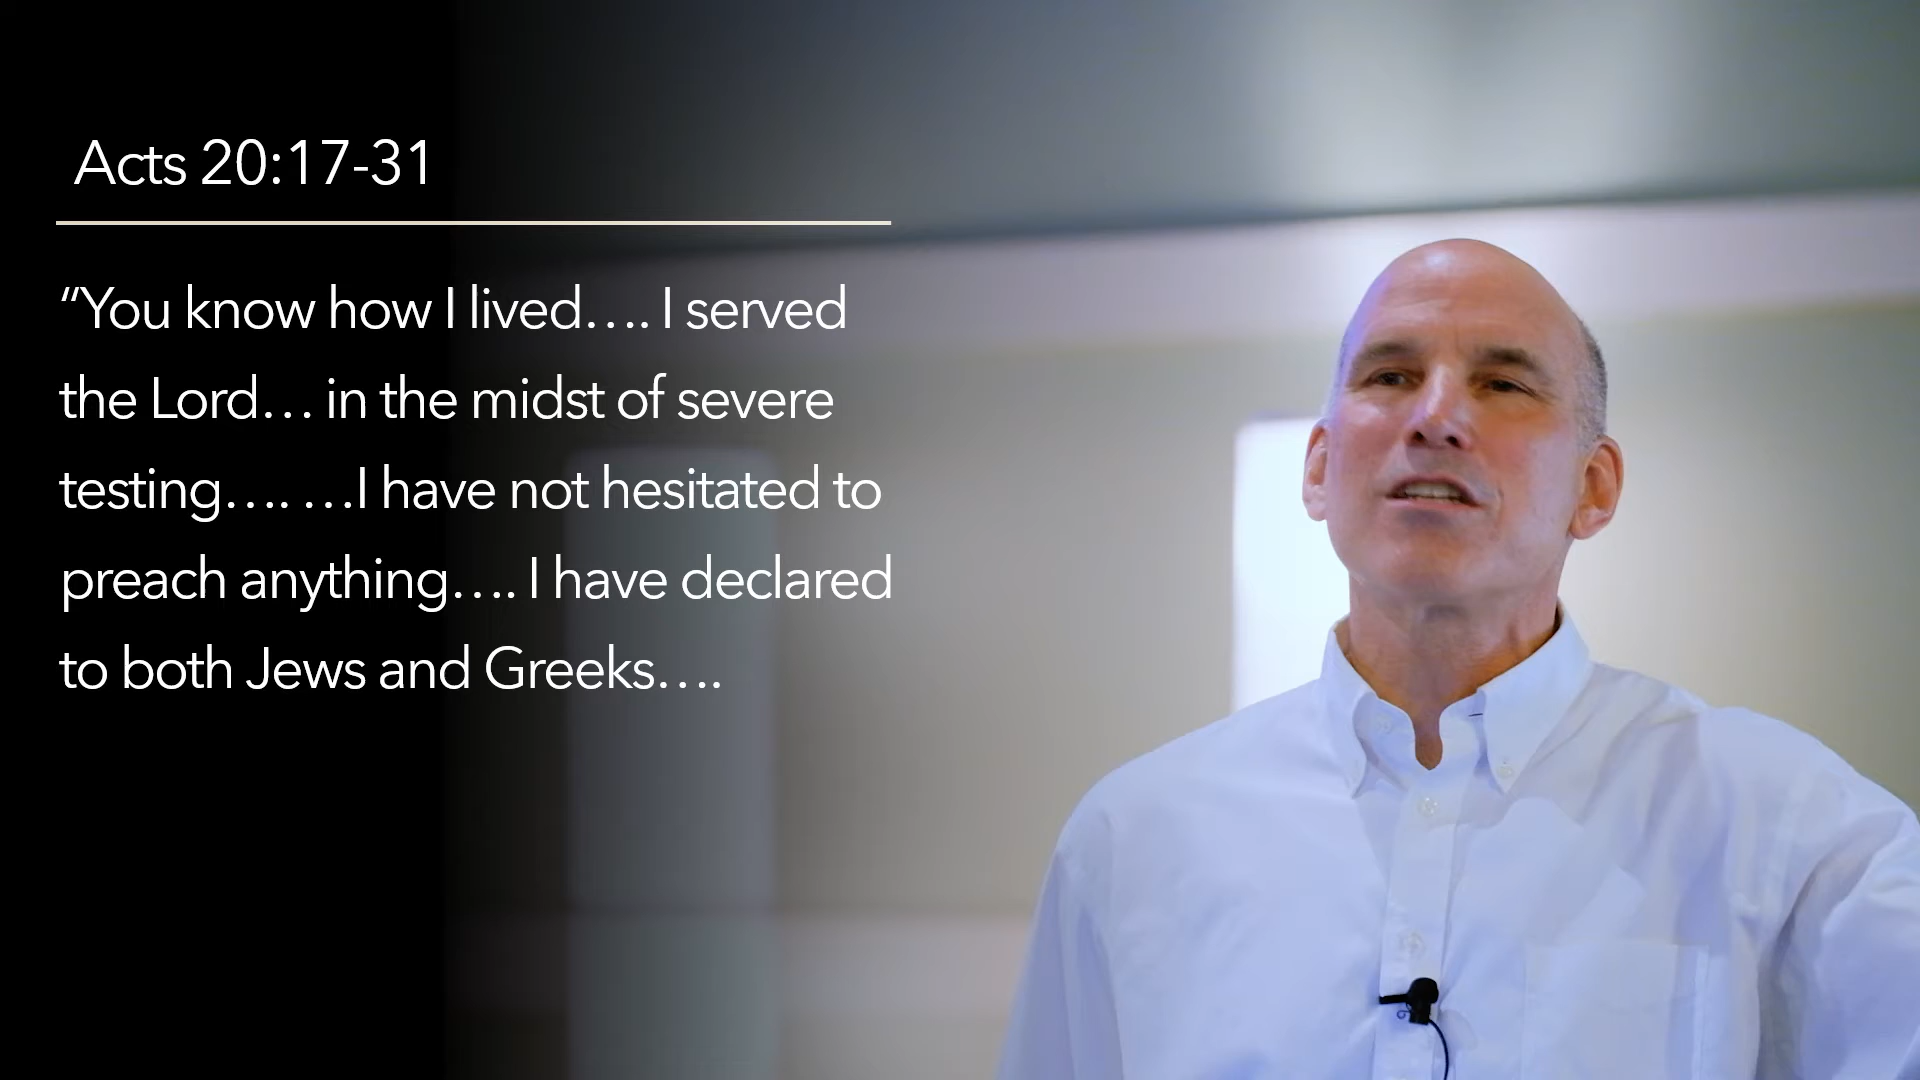 Acts 20:17-31
“You know how I lived…. I served
the Lord… in the midst of severe
testing…. …I have not hesitated to
preach anything…. I have declared
to both Jews and Greeks….